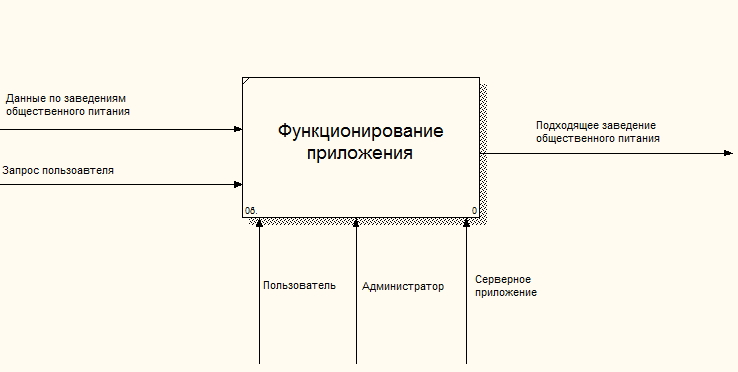 Данные по заведениям
общественного питания
Запрос пользоавтеля
Функционирование
приложения
0б.
0
Подходящее заведение
общественного питания
Пользователь
Администратор
Серверное
приложение